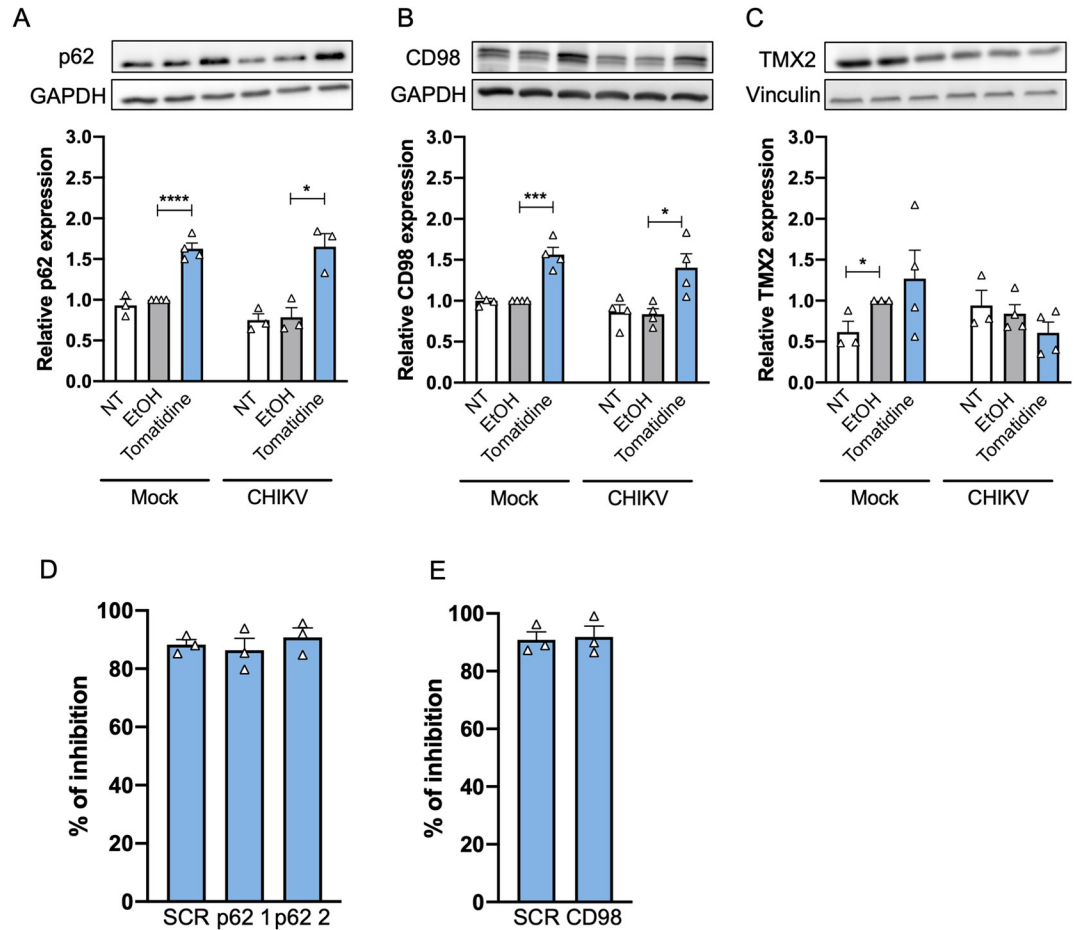 A
p62
GAPDH
Relative p62 expression
3.0
2.5
2.0
1.5
1.0
0.5
0.0
****
*
NT
EtOH
Tomatidine
NT
EtOH
Tomatidine
Mock
CHIKV
B
CD98
GAPDH
Relative CD98 expression
3.0
2.5
2.0
1.5
1.0
0.5
0.0
***
*
NT
EtOH
Tomatidine
NT
EtOH
Tomatidine
Mock
CHIKV
C
TMX2
Vinculin
Relative TMX2 expression
3.0
2.5
2.0
1.5
1.0
0.5
0.0
*
NT
EtOH
Tomatidine
NT
EtOH
Tomatidine
Mock
CHIKV
D
% of inhibition
100
80
60
40
20
0
SCR p62 1 p62 2
E
% of inhibition
100
80
60
40
20
0
SCR CD98